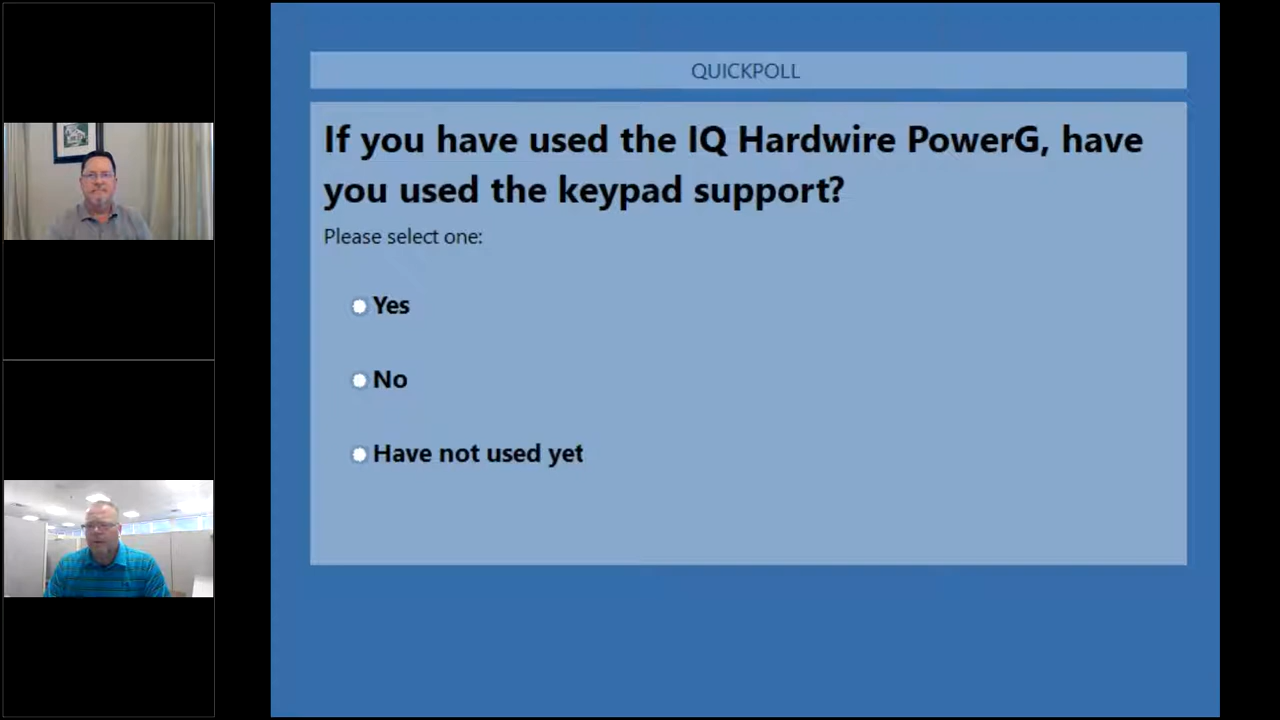 QUICKPOLL
If you have used the IQ Hardwire PowerG, have
you used the keypad support?
Please select one:
Yes
No
Have not used yet